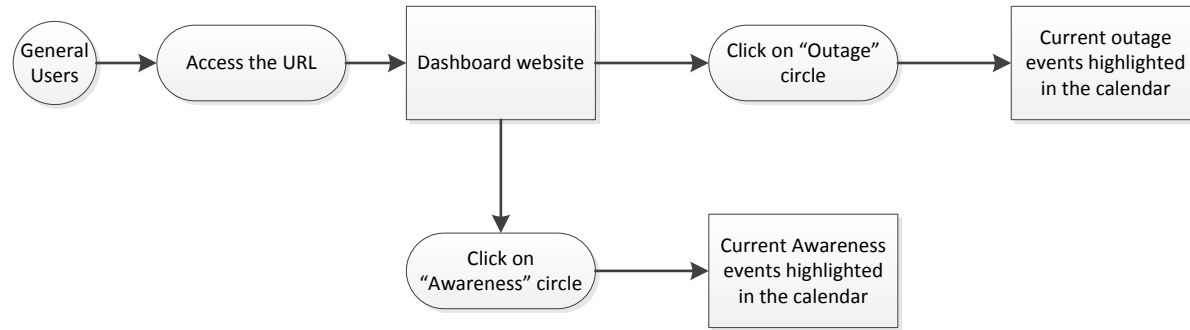 General
Users
Access the URL
Dashboard website
Click on “Outage”
circle
Current outage
events highlighted
in the calendar
Click on
“Awareness” circle
Current Awareness
events highlighted
in the calendar